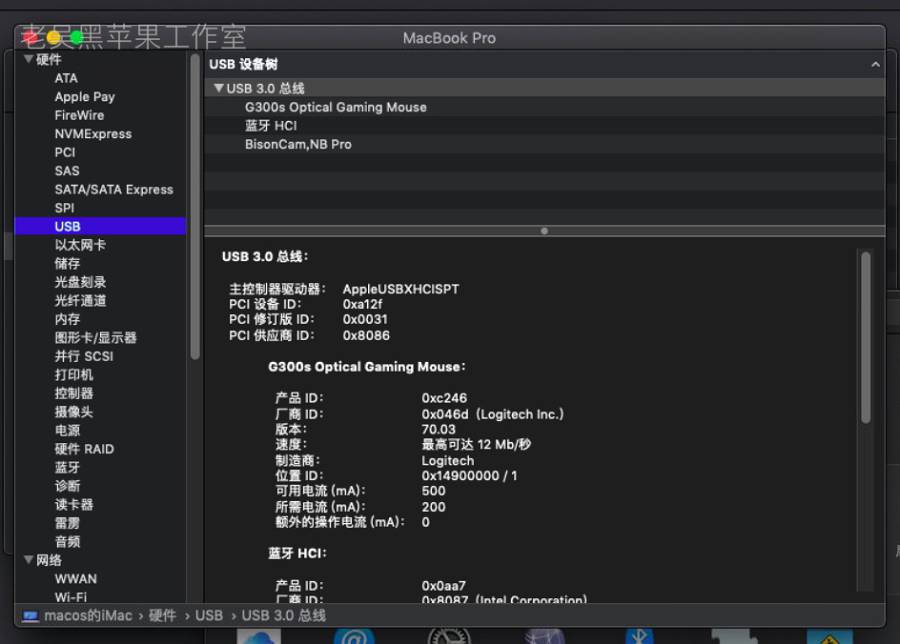 老吴黑苹果工作室
MacBook Pro
硬件
ATA
Apple Pay
FireWire
NVMExpress
PCI
SAS
SATA/SATA Express
SPI
USB
以太网卡
储存
光盘刻录
光纤通道
内存
图形卡/显示器
并行 SCSI
打印机
控制器
摄像头
电源
硬件 RAID
蓝牙
诊断
读卡器
雷雳
音频
网络
WWAN
Wi-Fi
USB 设备树
USB 3.0 总线
G300s Optical Gaming Mouse
蓝牙 HCI
BisonCam,NB Pro
USB 3.0 总线:
主控制器驱动器: AppleUSBXHCISPT
PCI 设备 ID: 0xa12f
PCI 修订版 ID: 0x0031
PCI 供应商 ID: 0x8086
G300s Optical Gaming Mouse:
产品 ID: 0xc246
厂商 ID: 0x046d (Logitech Inc.)
版本: 70.03
速度: 最高可达 12 Mb/秒
制造商: Logitech
位置 ID: 0x14900000 / 1
可用电流 (mA): 500
所需电流 (mA): 200
额外的操作电流 (mA): 0
蓝牙 HCI:
产品 ID: 0x0aa7
厂商 ID: 0x8087 (Intel Corporation)
macos的iMac › 硬件 › USB › USB 3.0 总线